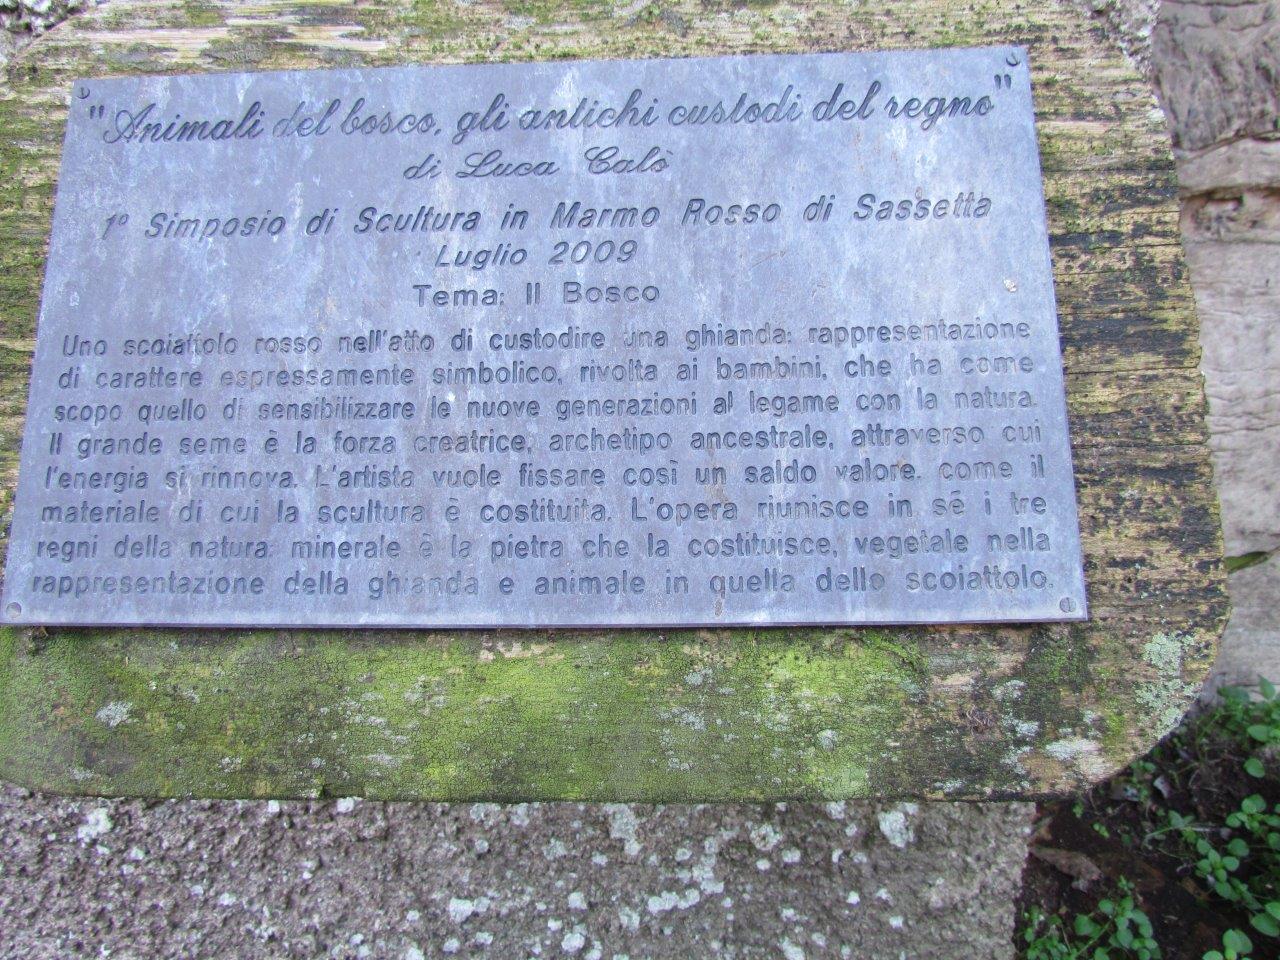 "Animali del bosco, gli antichi custodi del regno"
di Luca Calò
1° Simposio di Scultura in Marmo Rosso di Sassetta
Luglio 2009
Tema: Il Bosco
Uno scoiattolo rosso nell'atto di custodire una ghianda: rappresentazione
di carattere espressamente simbolico, rivolta ai bambini, che ha come
scopo quello di sensibilizzare le nuove generazioni al legame con la natura.
Il grande seme è la forza creatrice, archetipo ancestrale, attraverso cui
l'energia si rinnova. L'artista vuole fissare così un saldo valore, come il
materiale di cui la scultura è costituita. L'opera riunisce in sé i tre
regni della natura: minerale è la pietra che la costituisce, vegetale nella
rappresentazione della ghianda e animale in quella dello scoiattolo.